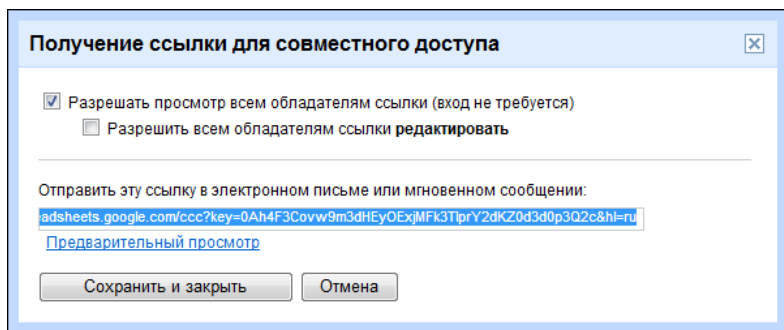 Получение ссылки для совместного доступа
Разрешать просмотр всем обладателям ссылки (вход не требуется)
Разрешить всем обладателям ссылки редактировать
Отправить эту ссылку в электронном письме или мгновенном сообщении:
adsheets.google.com/ccc?key=0Ah4F3Covw9m3dHEyOExjMFk3TlprY2dKZ0d3d0p3Q2c&hl=ru
Предварительный просмотр
Сохранить и закрыть
Отмена